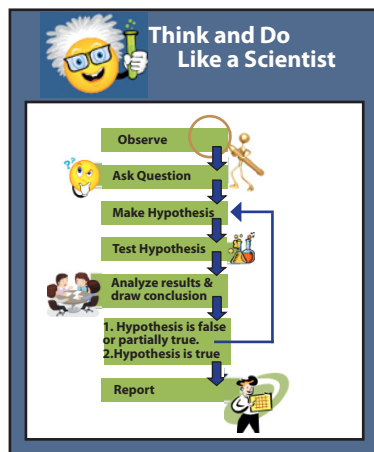 Think and Do
Like a Scientist
Observe
??
Ask Question
Make Hypothesis
Test Hypothesis
Analyze results &
draw conclusion
1. Hypothesis is false
or partially true.
2.Hypothesis is true
Report